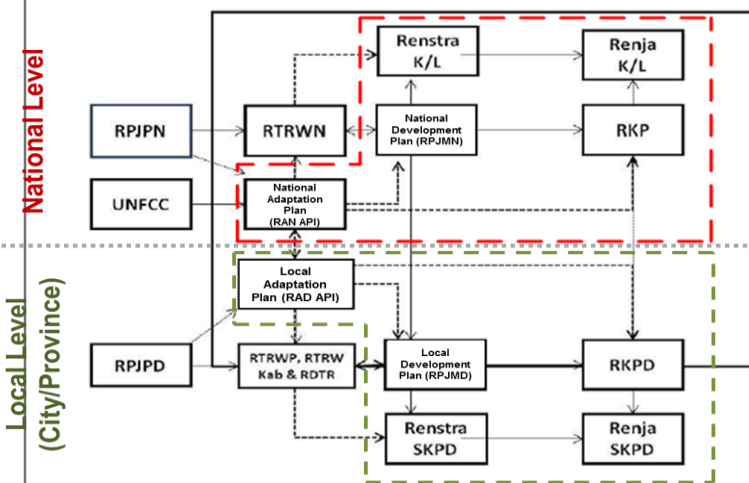 National Level
Renstra
K/L
Renja
K/L
RPJPN
RTRWN
National
Development
Plan (RPJMN)
RKP
UNFCC
National
Adaptation
Plan
(RAN API)
Local Level
(City/Province)
Local
Adaptation
Plan (RAD API)
RPJPD
RTRWP, RTRW
Kab & RDTR
Local
Development
Plan (RPJMD)
RKPD
Renstra
SKPD
Renja
SKPD